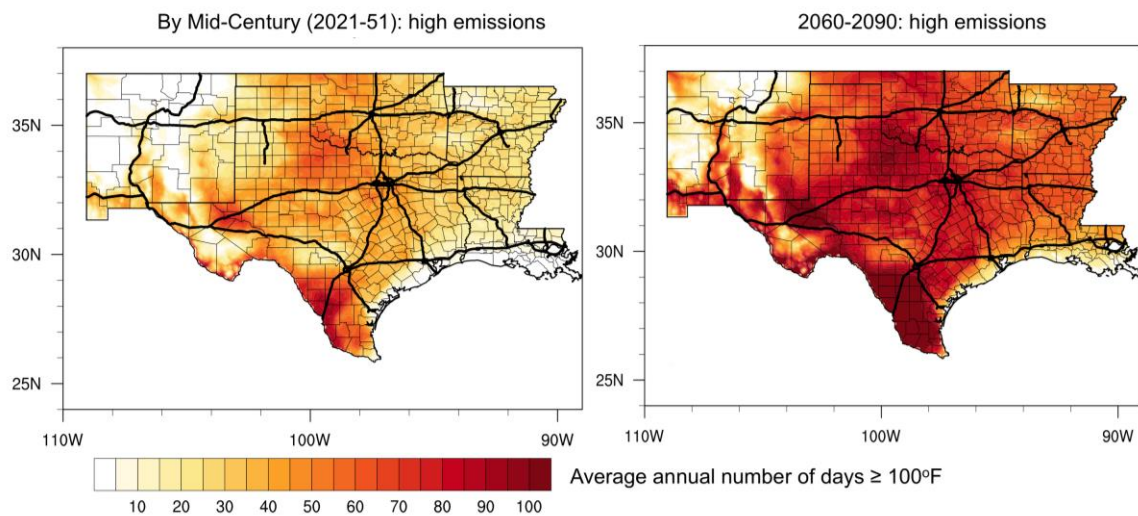 By Mid-Century (2021-51): high emissions
2060-2090: high emissions
35N
30N
25N
110W
100W
90W
35N
30N
25N
110W
100W
90W
10 20 30 40 50 60 70 80 90 100
Average annual number of days ≥ 100°F